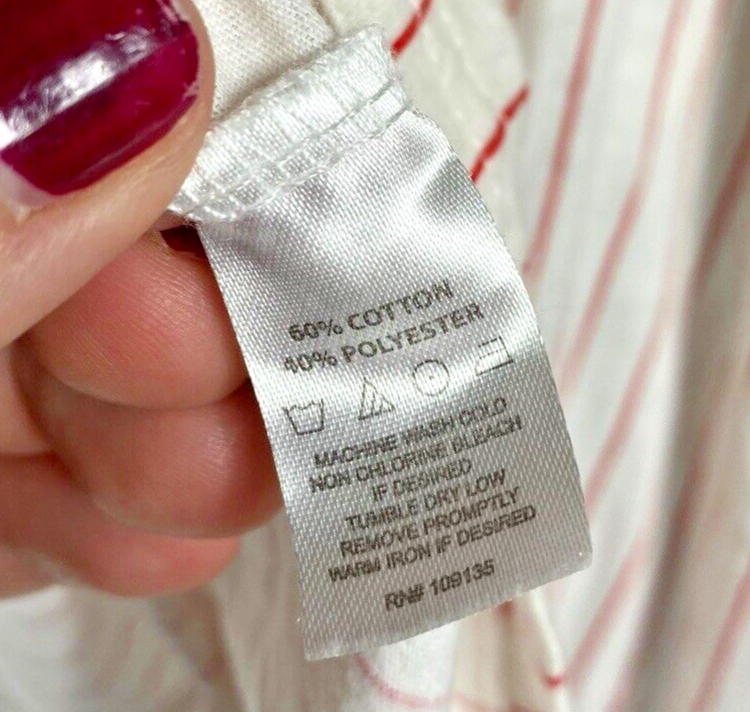 60% COTTON
40% POLYESTER
MACHINE WASH COLD
NON CHLORINE BLEACH
IF DESIRED
TUMBLE DRY LOW
REMOVE PROMPTLY
WARM IRON IF DESIRED
RN# 109135